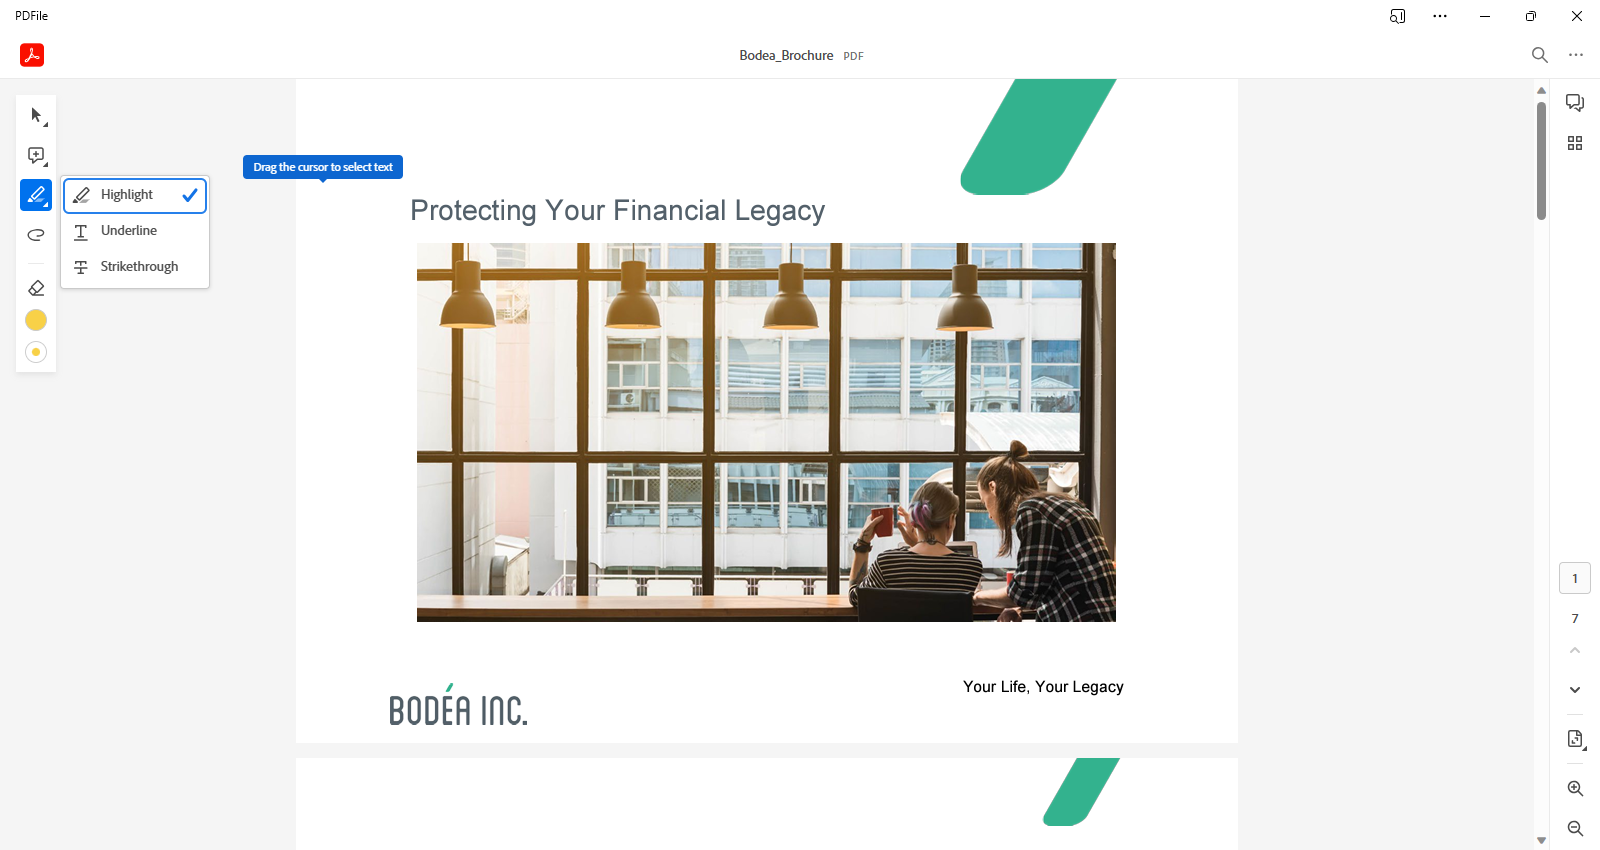 PDFile
Bodea_Brochure PDF
Drag the cursor to select text
Highlight
Underline
Strikethrough
Protecting Your Financial Legacy
BODÉA INC.
Your Life, Your Legacy
1
7